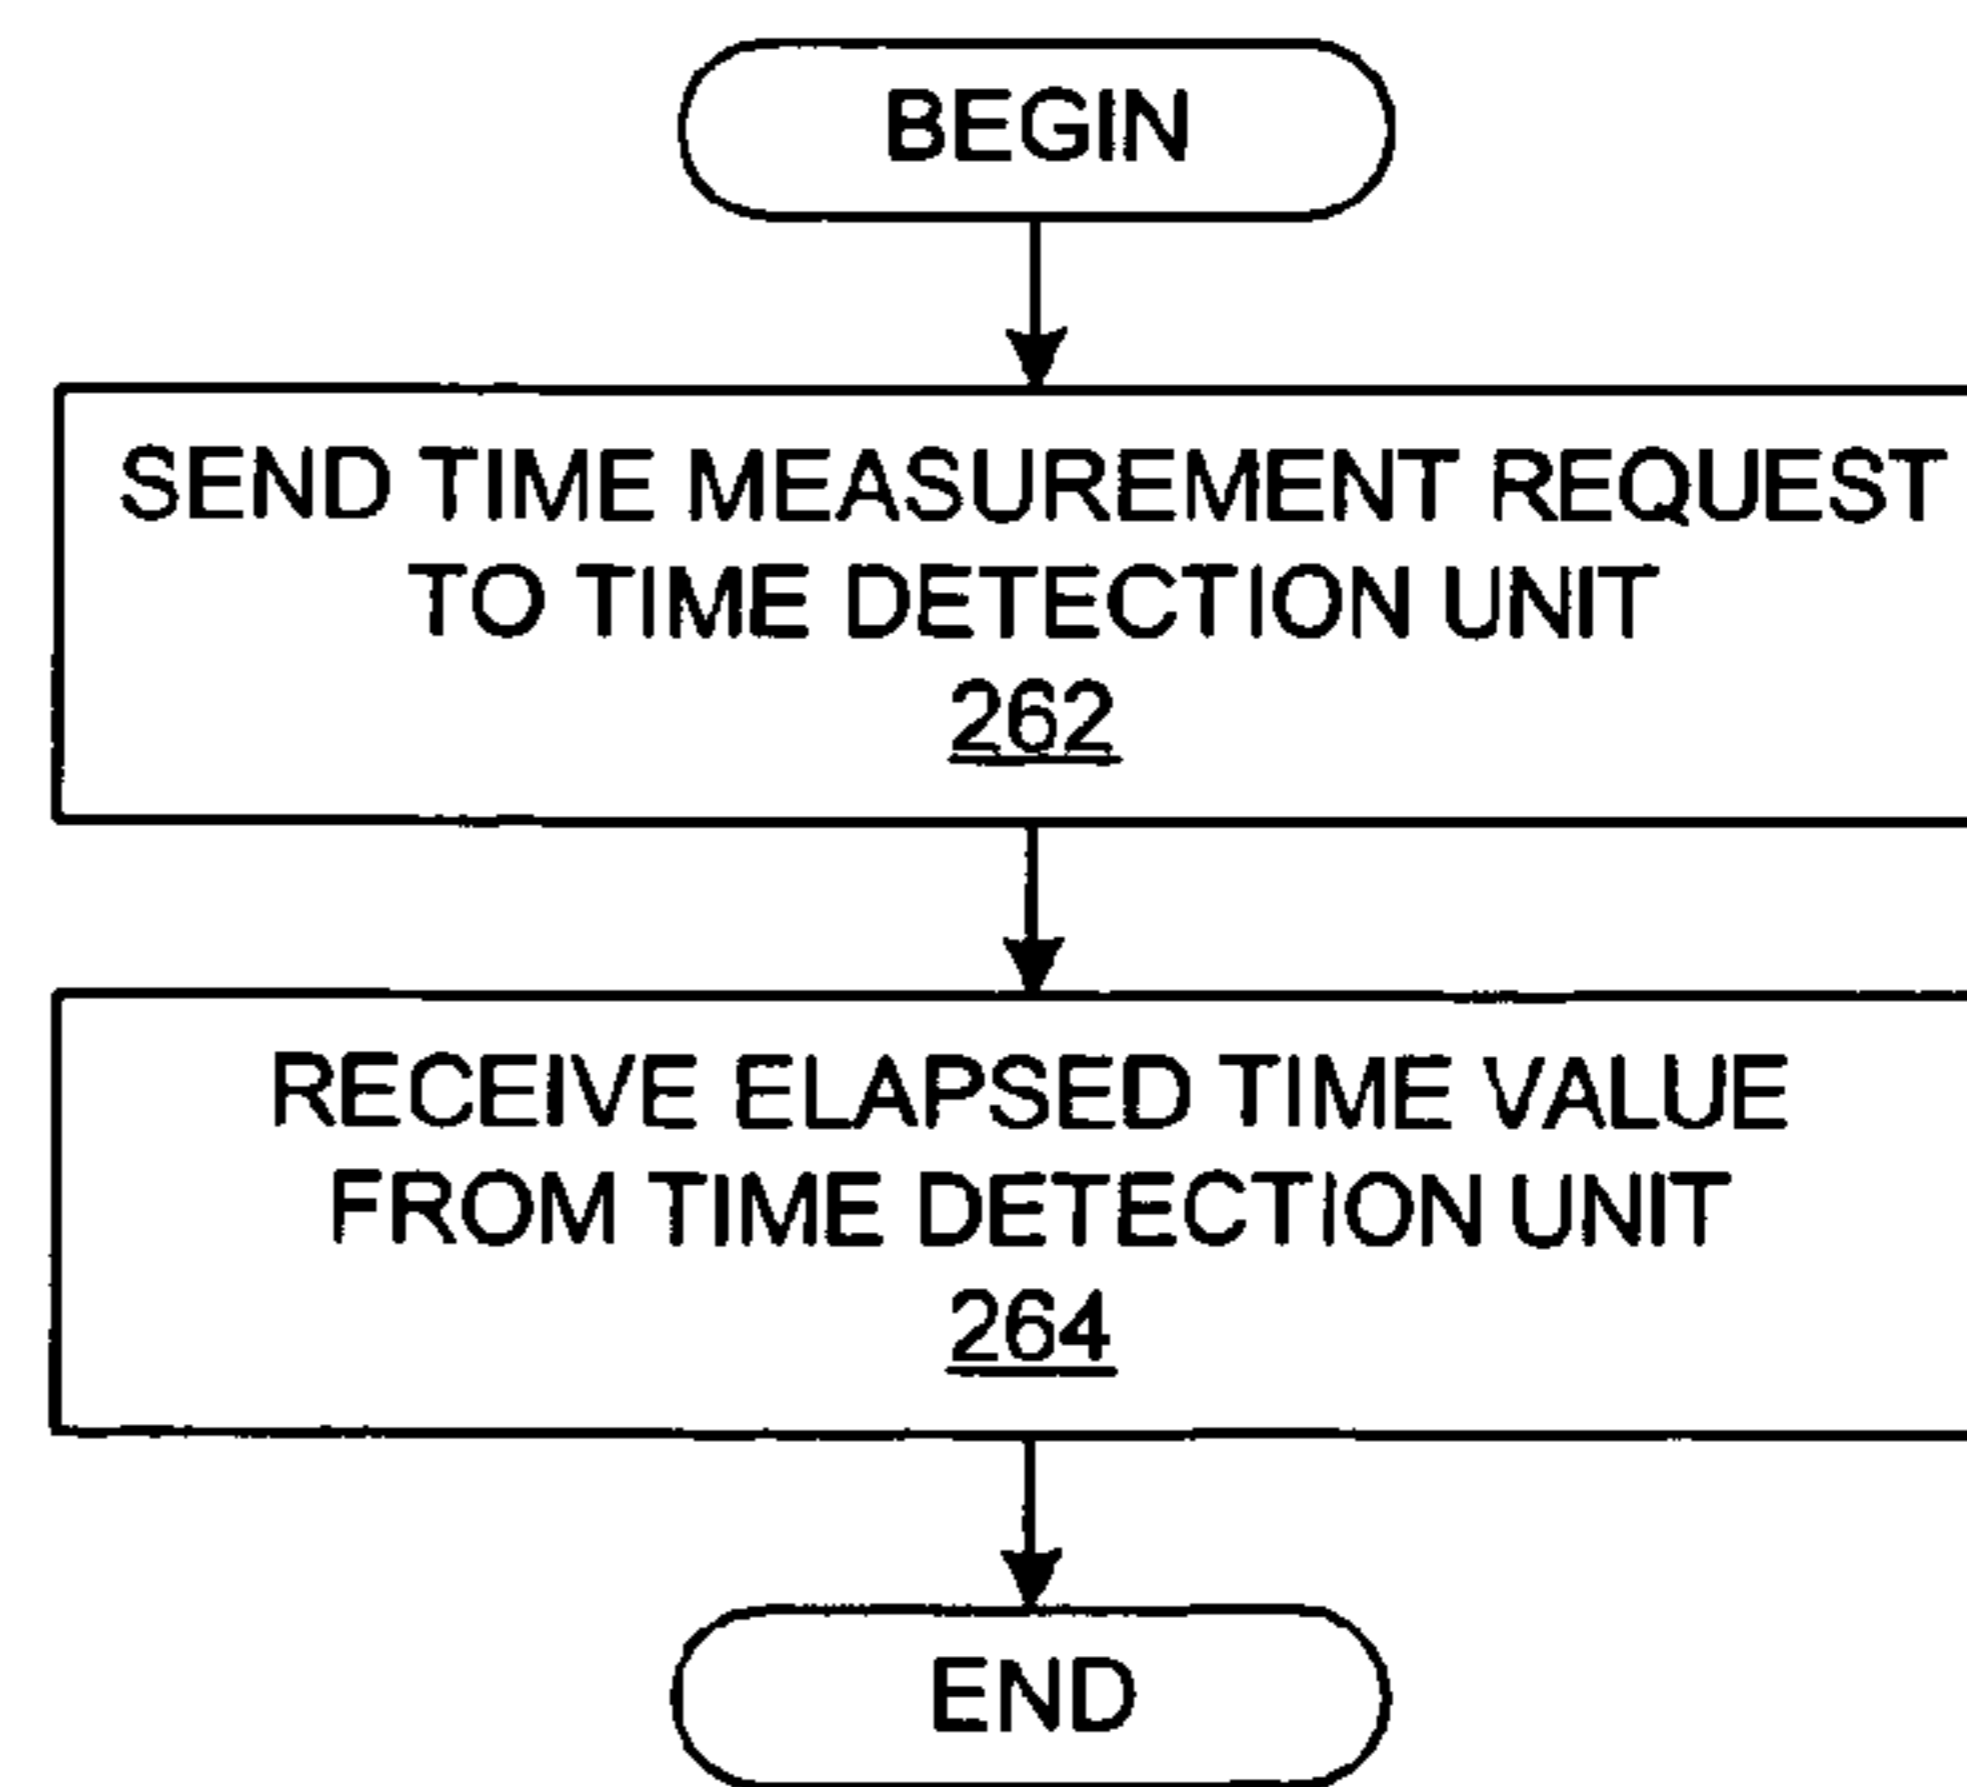 BEGIN
SEND TIME MEASUREMENT REQUEST
TO TIME DETECTION UNIT
262
RECEIVE ELAPSED TIME VALUE
FROM TIME DETECTION UNIT
264
END